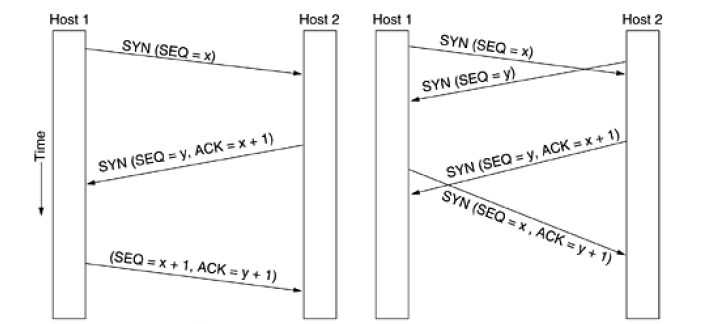 Host 1
Host 2
SYN (SEQ = x)
SYN (SEQ = y, ACK = x + 1)
(SEQ = x + 1, ACK = y + 1)
Time
Host 1
Host 2
SYN (SEQ = x)
SYN (SEQ = y)
SYN (SEQ = y, ACK = x + 1)
SYN (SEQ = x , ACK = y + 1)